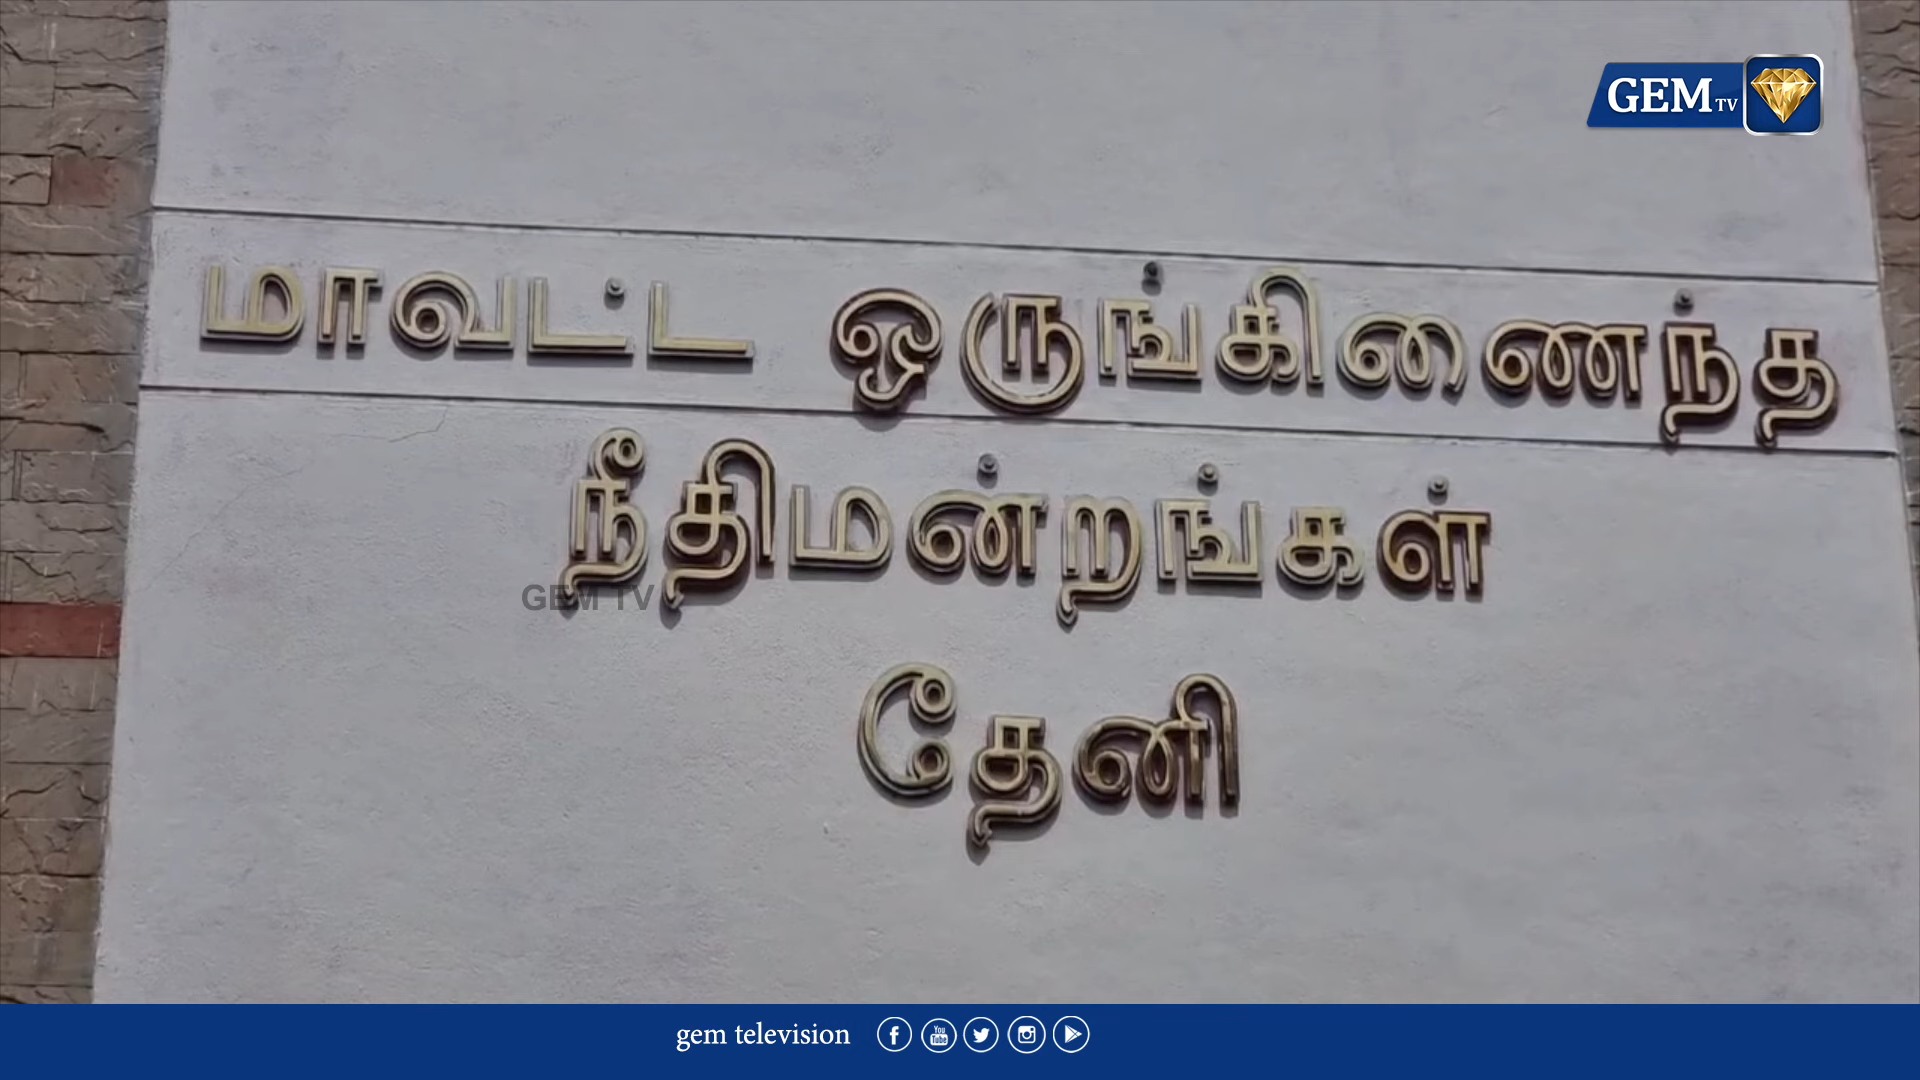 GEM TV
மாவட்ட ஒருங்கிணைந்த
நீதிமன்றங்கள்
GEM TV
தேனி
gem television